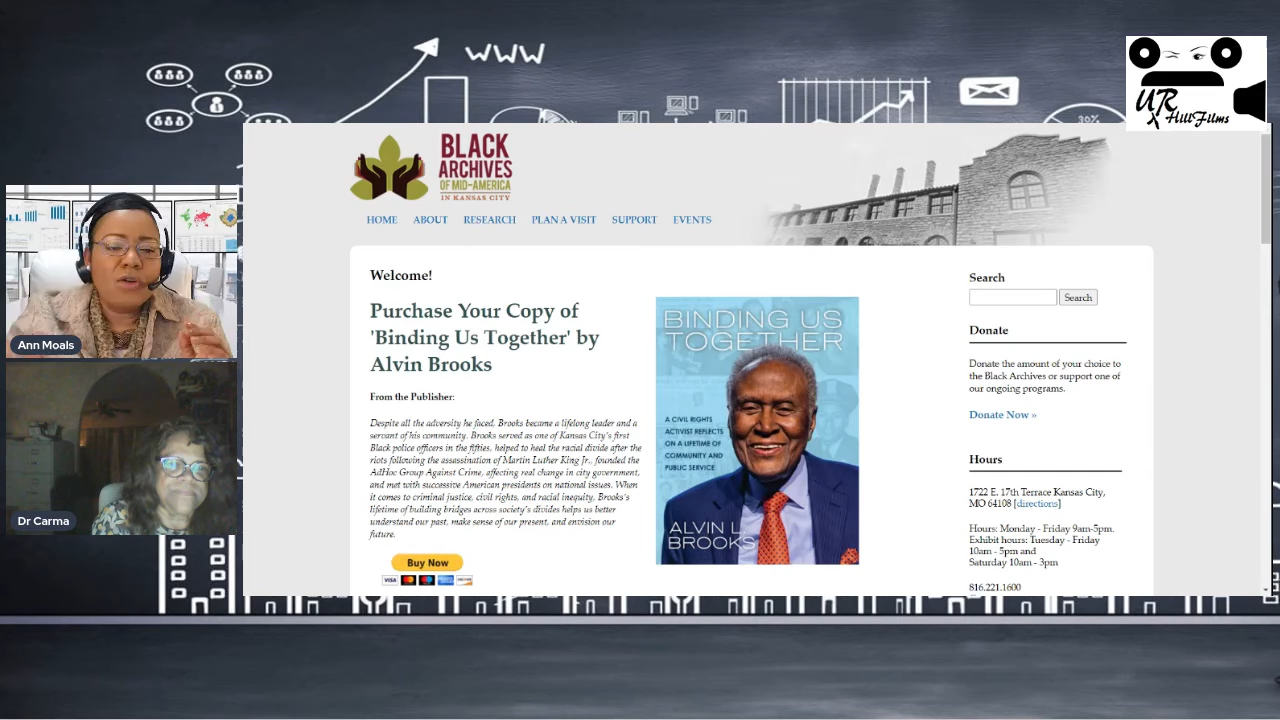 WWW
30%
UR
HillFilms
BLACK
ARCHIVES
OF MID-AMERICA
IN KANSAS CITY
HOME ABOUT RESEARCH PLAN A VISIT SUPPORT EVENTS
Ann Moals
Dr Carma
Welcome!
Purchase Your Copy of
'Binding Us Together' by
Alvin Brooks
From the Publisher:
Despite all the adversity he faced, Brooks became a lifelong leader and a
servant of his community. Brooks served as one of Kansas City's first
Black police officers in the fifties, helped to heal the racial divide after the
riots following the assassination of Martin Luther King Jr., founded the
AdHoc Group Against Crime, affecting real change in city government,
and met with successive American presidents on national issues. When
it comes to criminal justice, civil rights, and racial inequity, Brooks's
lifetime of building bridges across society's divides helps us better
understand our past, make sense of our present, and envision our
future.
Buy Now
VISA
BINDING US
TOGETHER
A CIVIL RIGHTS
ACTIVIST REFLECTS
ON A LIFETIME OF
COMMUNITY AND
PUBLIC SERVICE
ALVIN L.
BROOKS
Search
Search
Donate
Donate the amount of your choice to
the Black Archives or support one of
our ongoing programs.
Donate Now »
Hours
1722 E. 17th Terrace Kansas City,
MO 64108 [directions]
Hours: Monday - Friday 9am-5pm.
Exhibit hours: Tuesday - Friday
10am - 5pm and
Saturday 10am - 3pm
816.221.1600